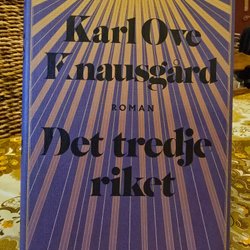 Karl Ove
Knausgård
ROMAN
Det tredje
riket